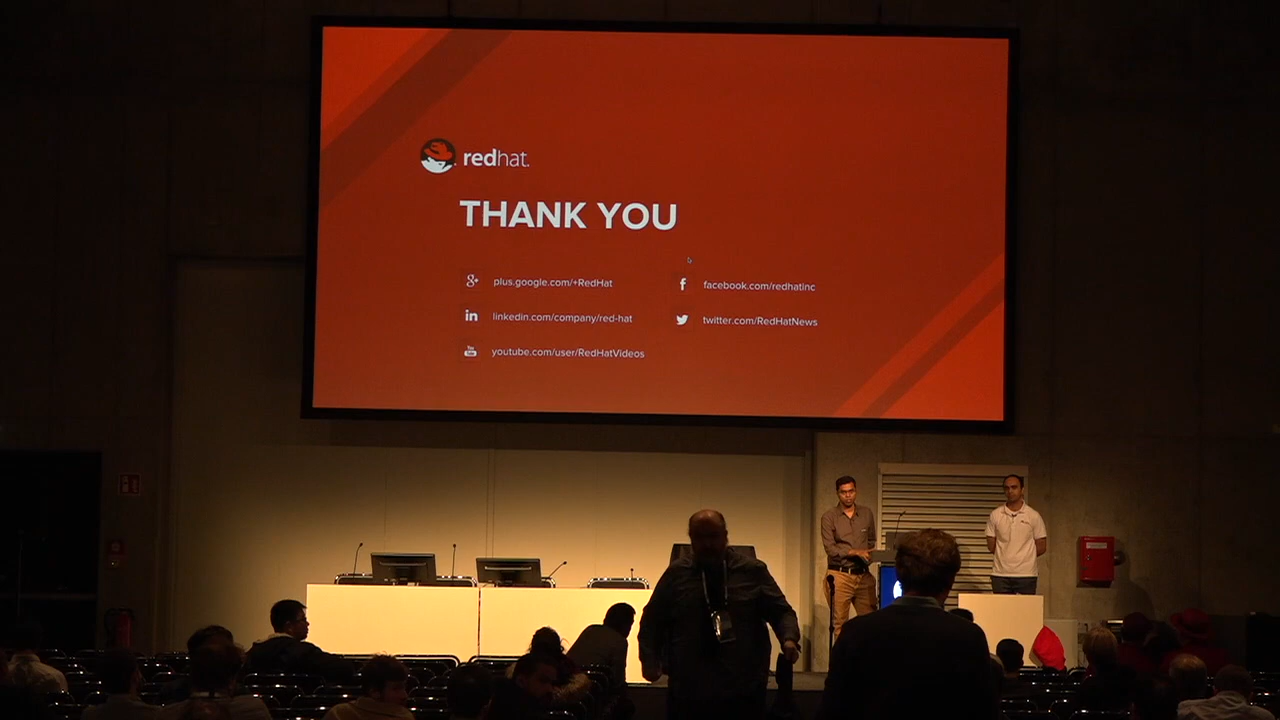 redhat.
THANK YOU
plus.google.com/+RedHat
facebook.com/redhatinc
linkedin.com/company/red-hat
twitter.com/RedHatNews
youtube.com/user/RedHatVideos